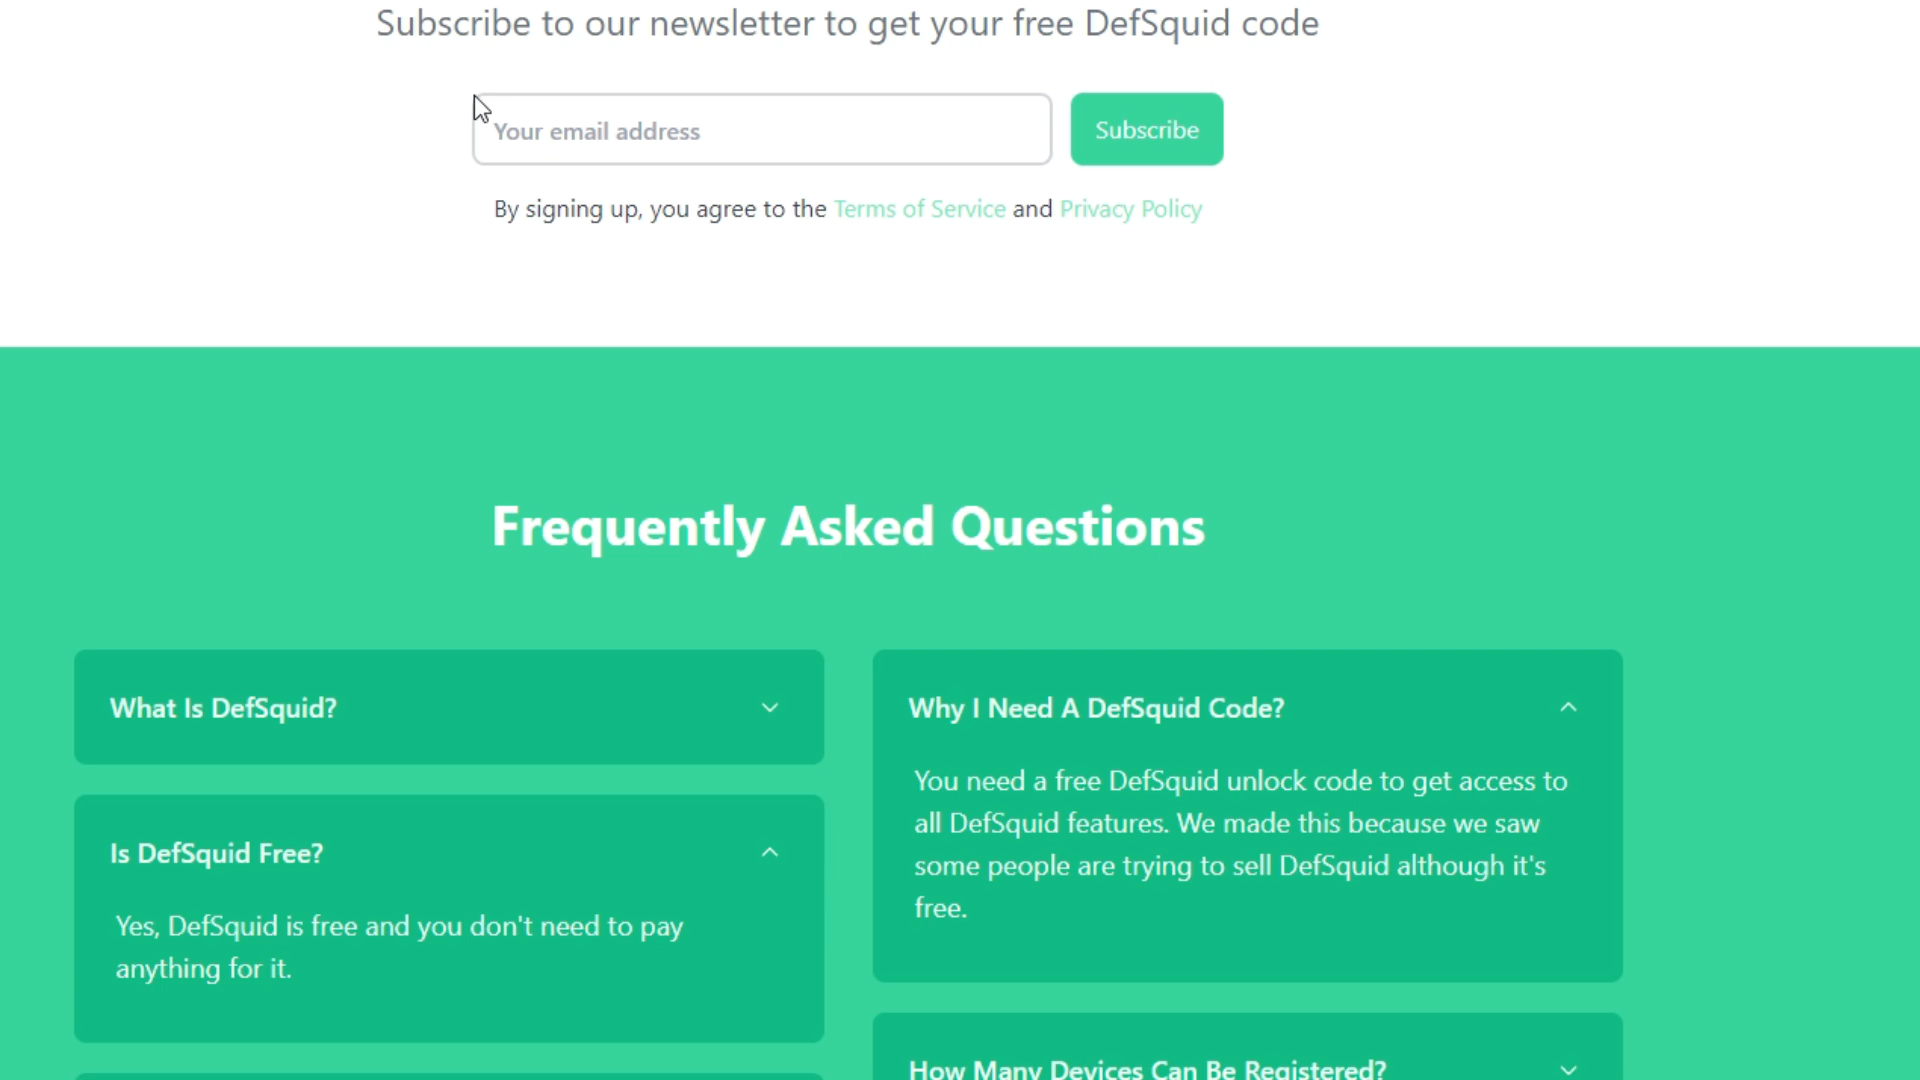 Subscribe to our newsletter to get your free DefSquid code
Your email address
Subscribe
By signing up, you agree to the Terms of Service and Privacy Policy
Frequently Asked Questions
What Is DefSquid?
Is DefSquid Free?
Yes, DefSquid is free and you don't need to pay
anything for it.
Why I Need A DefSquid Code?
You need a free DefSquid unlock code to get access to
all DefSquid features. We made this because we saw
some people are trying to sell DefSquid although it's
free.
How Many Devices Can Be Registered?